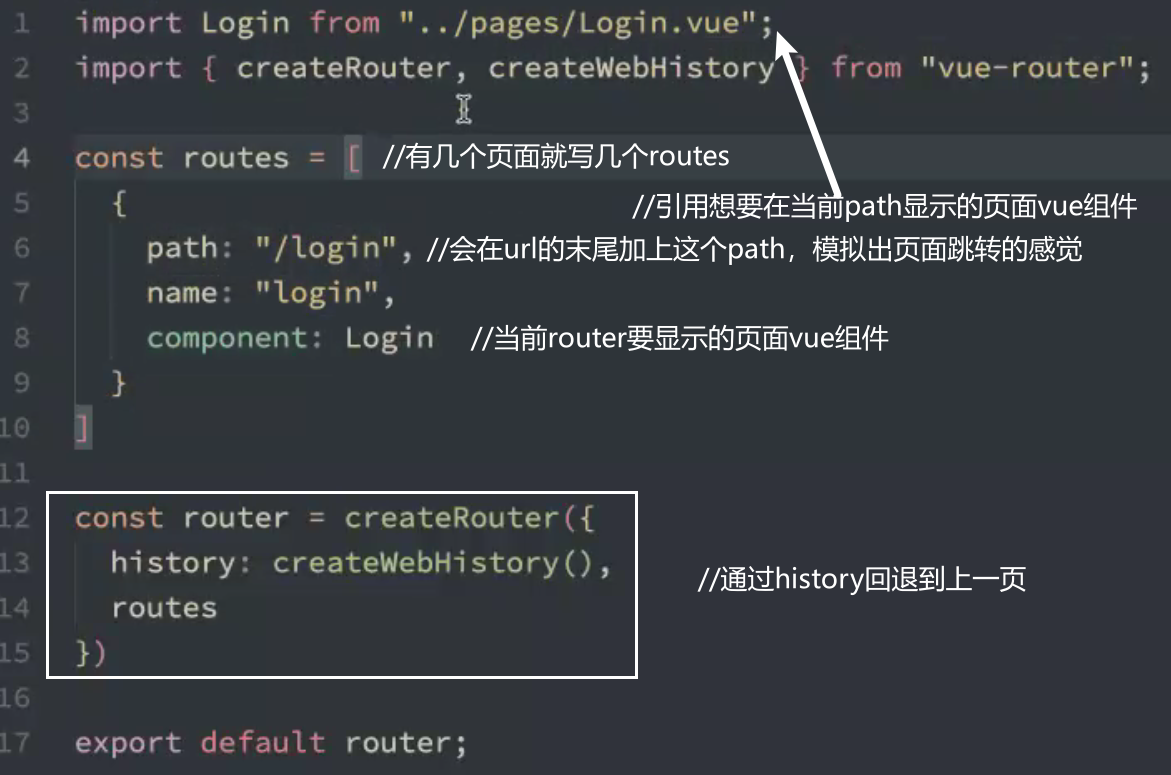 1 import Login from "../pages/Login.vue";
2 import { createRouter, createWebHistory } from "vue-router";
3
4 const routes = [ //有几个页面就写几个routes
5 { //引用想要在当前path显示的页面vue组件
6 path: "/login", //会在url的末尾加上这个path，模拟出页面跳转的感觉
7 name: "login",
8 component: Login //当前router要显示的页面vue组件
9 }
10 ]
11
12 const router = createRouter({
13 history: createWebHistory(), //通过history回退到上一页
14 routes
15 })
16
17 export default router;